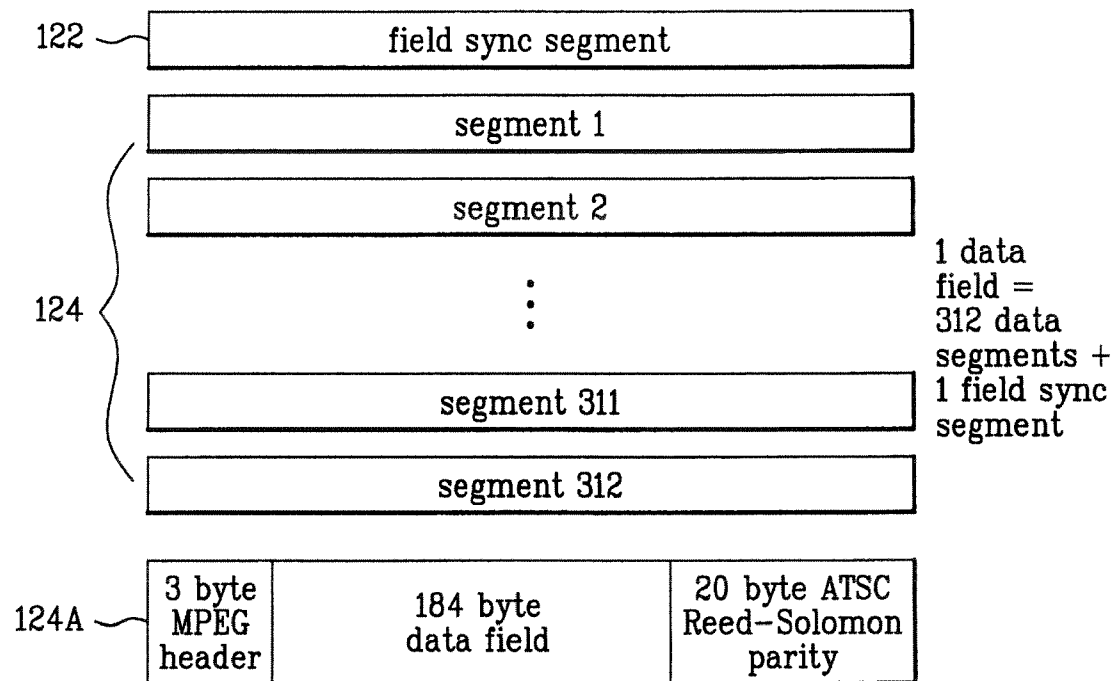 122
field sync segment
segment 1
segment 2
124
1 data
field =
312 data
segments +
1 field sync
segment
segment 311
segment 312
124A
3 byte
MPEG
header
184 byte
data field
20 byte ATSC
Reed-Solomon
parity